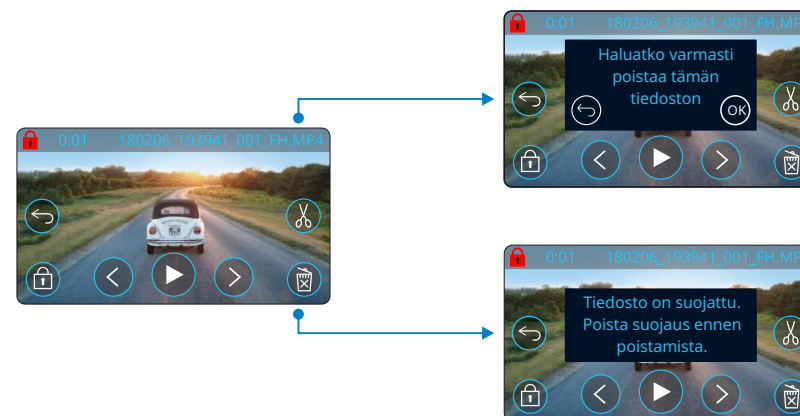 0:01 180206_193941_001_FH.MP4
0:01 180206_193941_001_FH.MP
Haluatko varmasti
poistaa tämän
tiedoston
OK
0:01 180206_193941_001_FH.MP
Tiedosto on suojattu.
Poista suojaus ennen
poistamista.